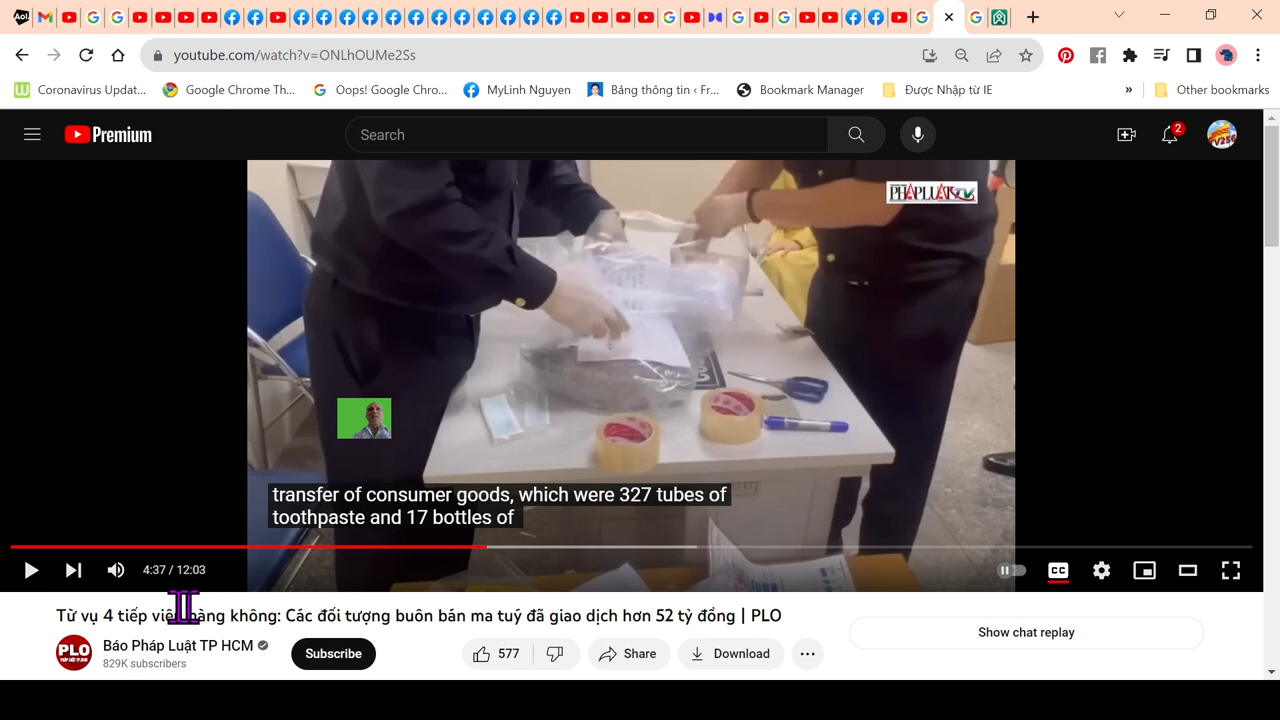 youtube.com/watch?v=ONLhOUMe2Ss
Coronavirus Updat...
Google Chrome Th...
Oops! Google Chro...
MyLinh Nguyen
Bảng thông tin ‹ Fr...
Bookmark Manager
Được Nhập từ IE
»
Other bookmarks
Premium
Search
2
PHÁPLUẬTTV
transfer of consumer goods, which were 327 tubes of
toothpaste and 17 bottles of
4:37 / 12:03
CC
Từ vụ 4 tiếp viên hàng không: Các đối tượng buôn bán ma tuý đã giao dịch hơn 52 tỷ đồng | PLO
PLO
Báo Pháp Luật TP HCM
829K subscribers
Subscribe
577
Share
Download
Show chat replay